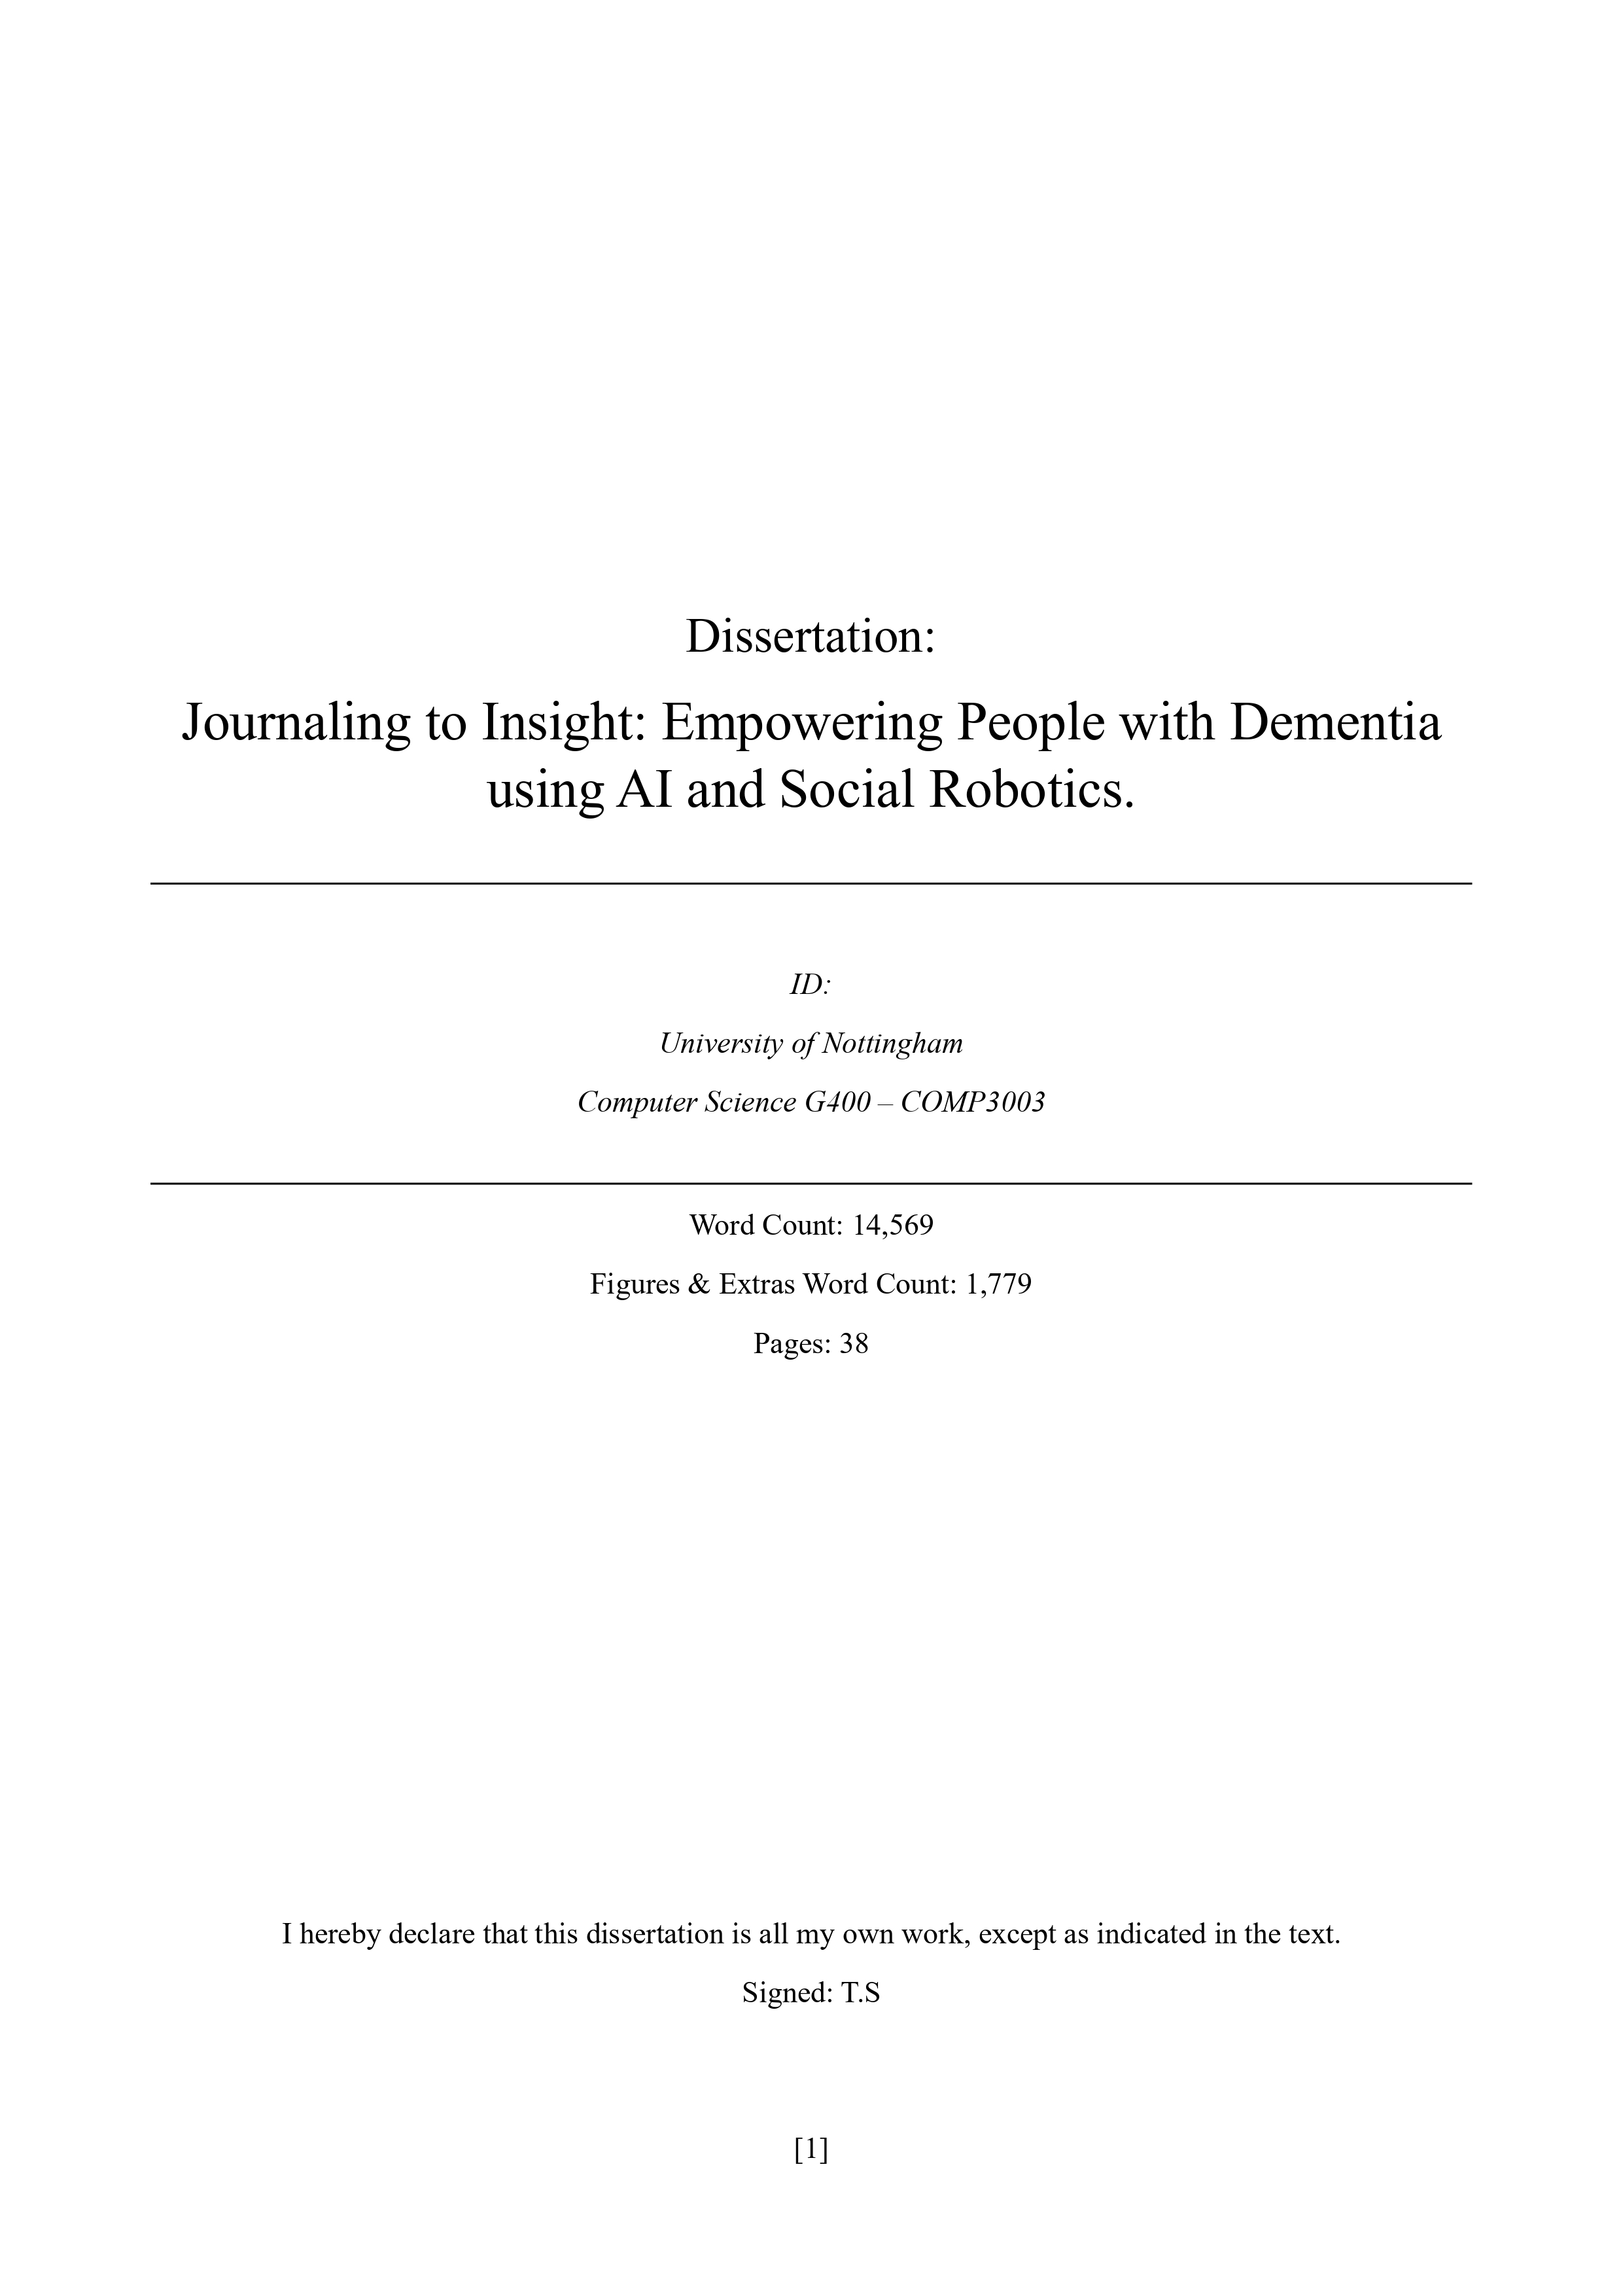 Dissertation:
Journaling to Insight: Empowering People with Dementia
using AI and Social Robotics.
ID:
University of Nottingham
Computer Science G400 – COMP3003
Word Count: 14,569
Figures & Extras Word Count: 1,779
Pages: 38
I hereby declare that this dissertation is all my own work, except as indicated in the text.
Signed: T.S
[1]